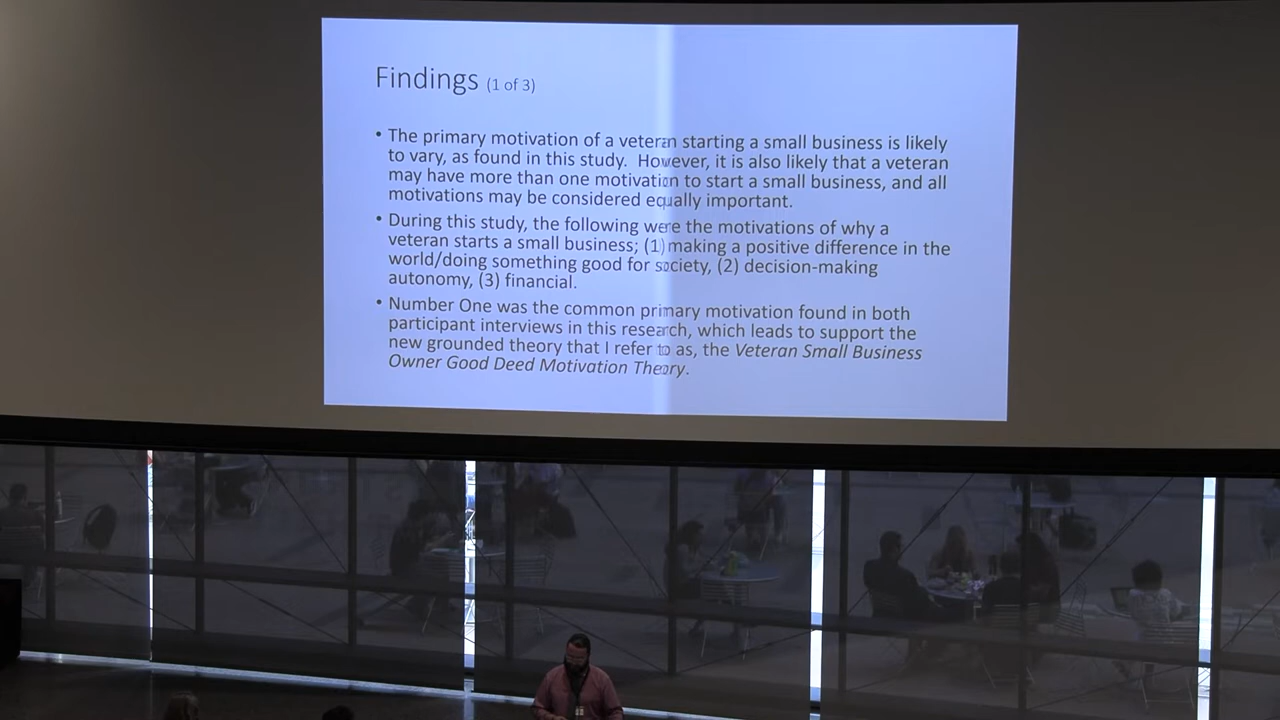 Findings (1 of 3)
• The primary motivation of a veteran starting a small business is likely
to vary, as found in this study. However, it is also likely that a veteran
may have more than one motivation to start a small business, and all
motivations may be considered equally important.
• During this study, the following were the motivations of why a
veteran starts a small business; (1) making a positive difference in the
world/doing something good for society, (2) decision-making
autonomy, (3) financial.
• Number One was the common primary motivation found in both
participant interviews in this research, which leads to support the
new grounded theory that I refer to as, the Veteran Small Business
Owner Good Deed Motivation Theory.